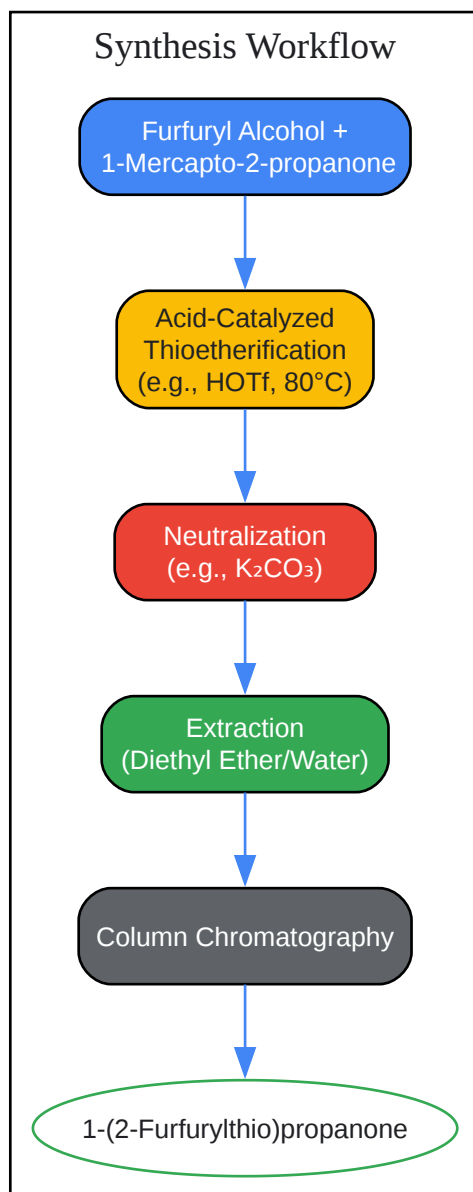 Synthesis Workflow
Furfuryl Alcohol +
1-Mercapto-2-propanone
Acid-Catalyzed
Thioetherification
(e.g., HOTf, 80°C)
Neutralization
(e.g., K₂CO₃)
Extraction
(Diethyl Ether/Water)
Column Chromatography
1-(2-Furfurylthio)propanone